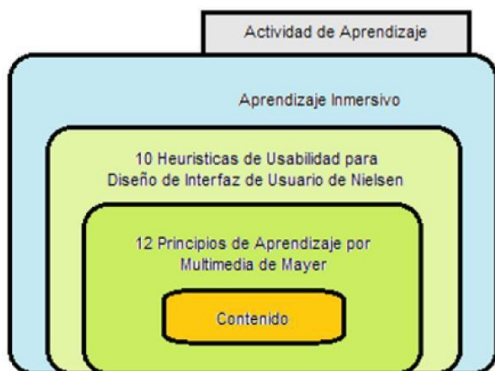 Actividad de Aprendizaje
Aprendizaje Inmersivo
10 Heuristicas de Usabilidad para
Diseño de Interfaz de Usuario de Nielsen
12 Principios de Aprendizaje por
Multimedia de Mayer
Contenido